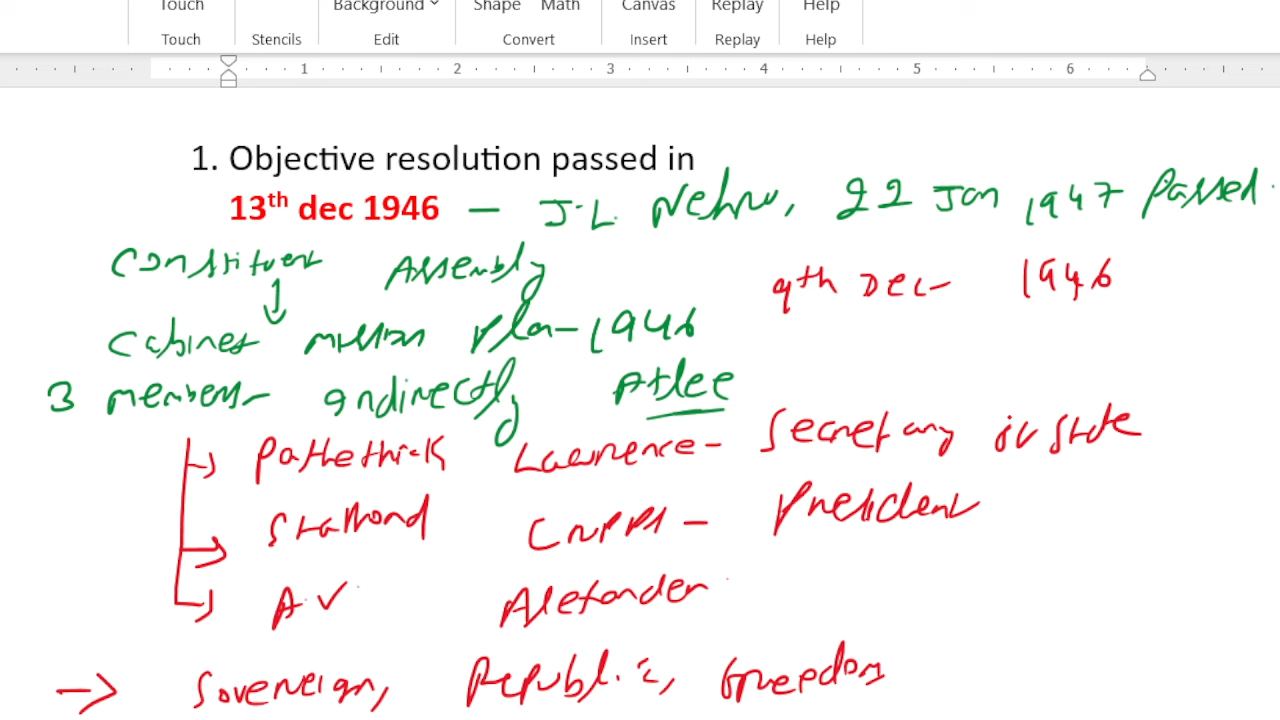 Touch Background Shape Math Canvas Replay Help
Touch Stencils Edit Convert Insert Replay Help
1 2 3 4 5 6
1. Objective resolution passed in
13th dec 1946 — J.L. Nehru, 22 Jan 1947 Passed.
Constituent Assembly 9th Dec- 1946
Cabinet mission Plan-1946
3 members- indirectly Atlee
Pathethick Lawrence- Secretary of State
Stafford Cripps- President
A.V Alexander
→ Sovereign, Republic, Freedom